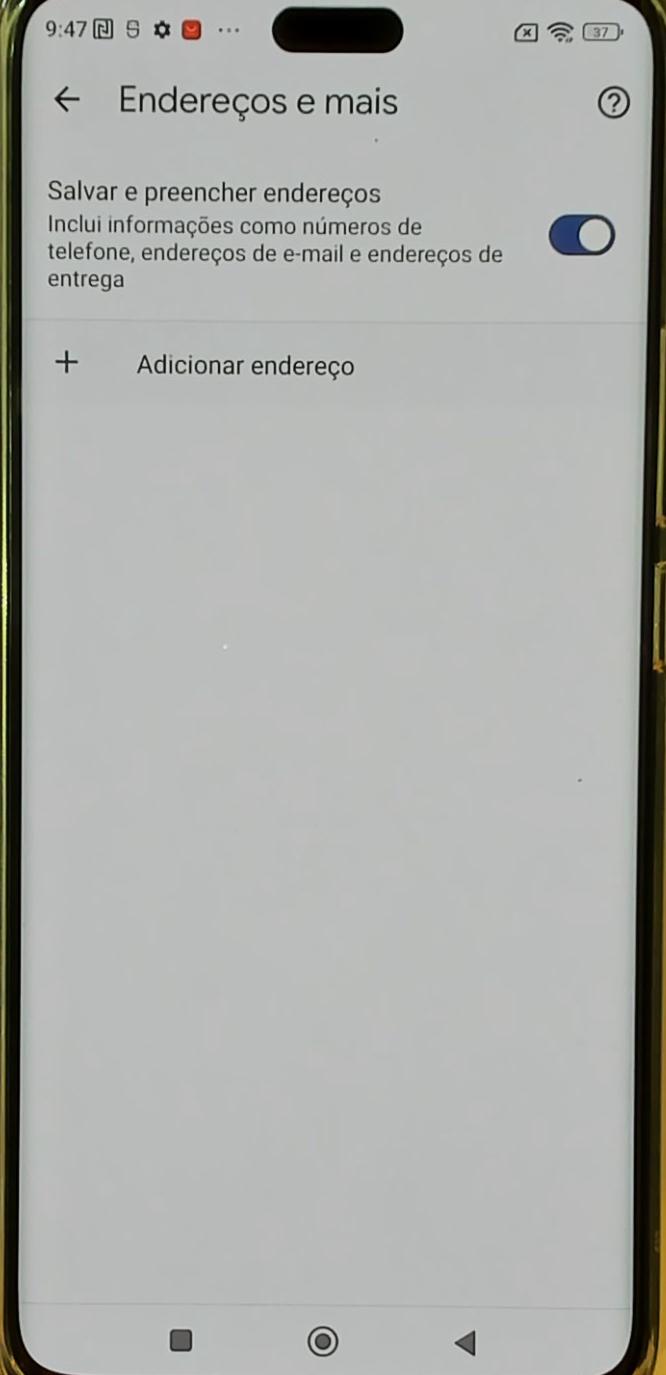 9:47
37
Endereços e mais
Salvar e preencher endereços
Inclui informações como números de
telefone, endereços de e-mail e endereços de
entrega
+ Adicionar endereço